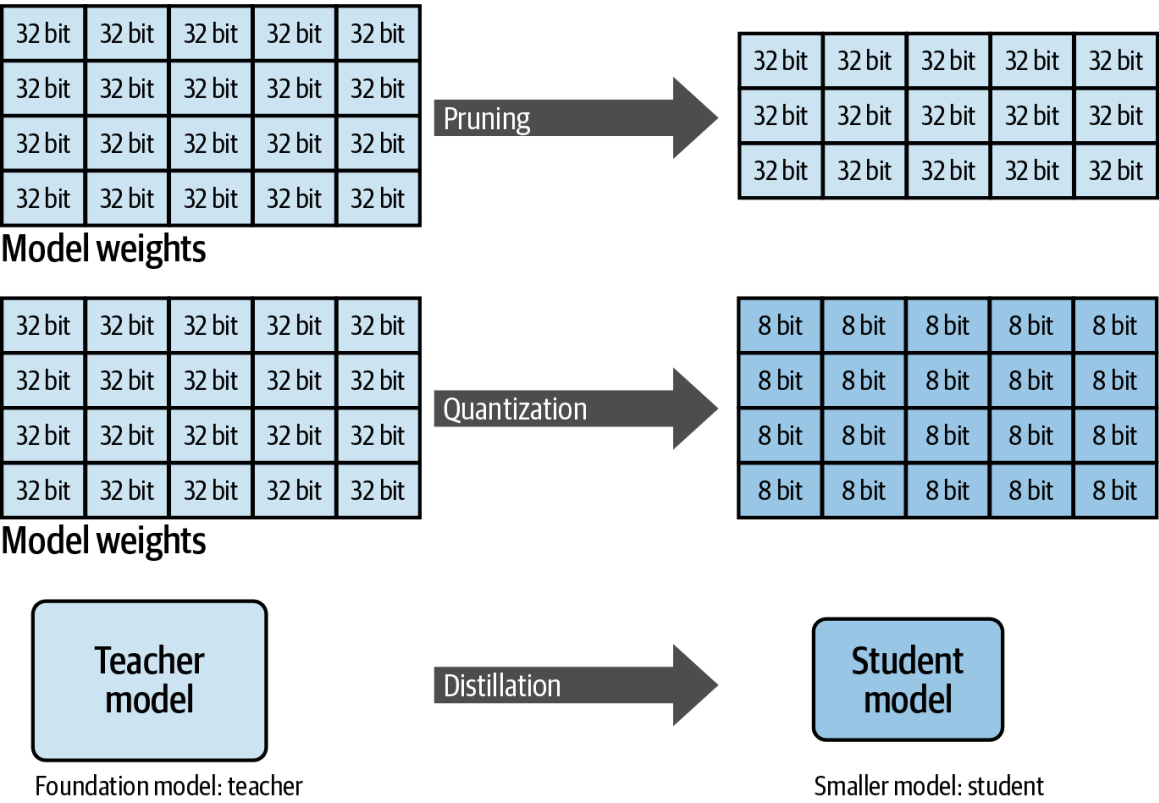 32 bit 32 bit 32 bit 32 bit 32 bit
32 bit 32 bit 32 bit 32 bit 32 bit
32 bit 32 bit 32 bit 32 bit 32 bit
32 bit 32 bit 32 bit 32 bit 32 bit
Model weights
Pruning
32 bit 32 bit 32 bit 32 bit 32 bit
32 bit 32 bit 32 bit 32 bit 32 bit
32 bit 32 bit 32 bit 32 bit 32 bit
32 bit 32 bit 32 bit 32 bit 32 bit
32 bit 32 bit 32 bit 32 bit 32 bit
32 bit 32 bit 32 bit 32 bit 32 bit
32 bit 32 bit 32 bit 32 bit 32 bit
Model weights
Quantization
8 bit 8 bit 8 bit 8 bit 8 bit
8 bit 8 bit 8 bit 8 bit 8 bit
8 bit 8 bit 8 bit 8 bit 8 bit
8 bit 8 bit 8 bit 8 bit 8 bit
Teacher
model
Foundation model: teacher
Distillation
Student
model
Smaller model: student